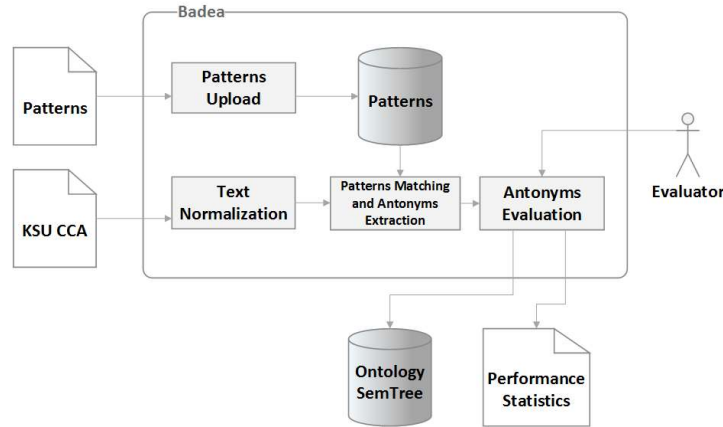 Badea
Patterns
Patterns
Upload
Patterns
KSU CCA
Text
Normalization
Patterns Matching
and Antonyms
Extraction
Antonyms
Evaluation
Evaluator
Ontology
SemTree
Performance
Statistics